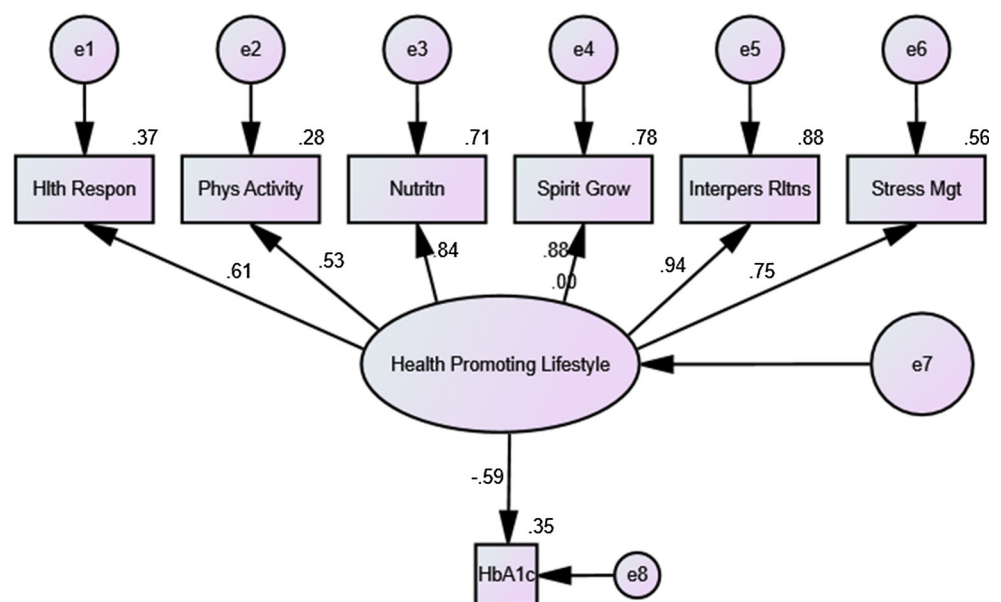 e1
e2
e3
e4
e5
e6
.37
.28
.71
.78
.88
.56
Hlth Respon
Phys Activity
Nutritn
Spirit Grow
Interpers Rltns
Stress Mgt
.61
.53
.84
.88
.94
.75
.00
Health Promoting Lifestyle
e7
-.59
.35
HbA1c
e8